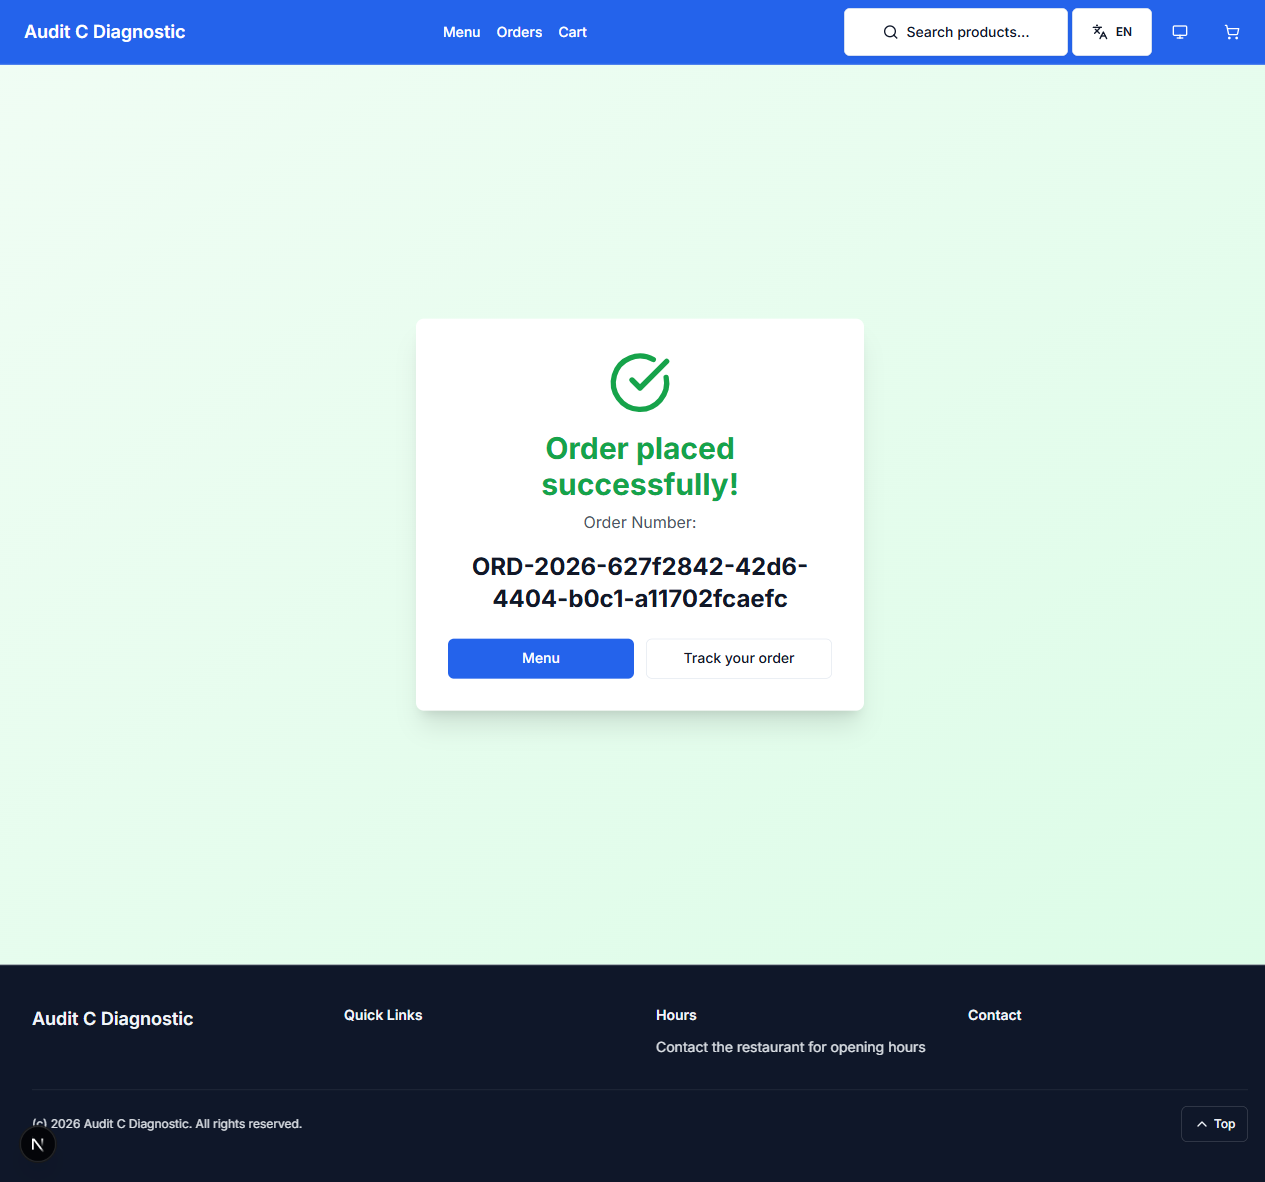 Audit C Diagnostic
Menu
Orders
Cart
Search products...
EN
Order placed
successfully!
Order Number:
ORD-2026-627f2842-42d6-
4404-b0c1-a11702fcaefc
Menu
Track your order
Audit C Diagnostic
Quick Links
Hours
Contact the restaurant for opening hours
Contact
(c) 2026 Audit C Diagnostic. All rights reserved.
N
Top